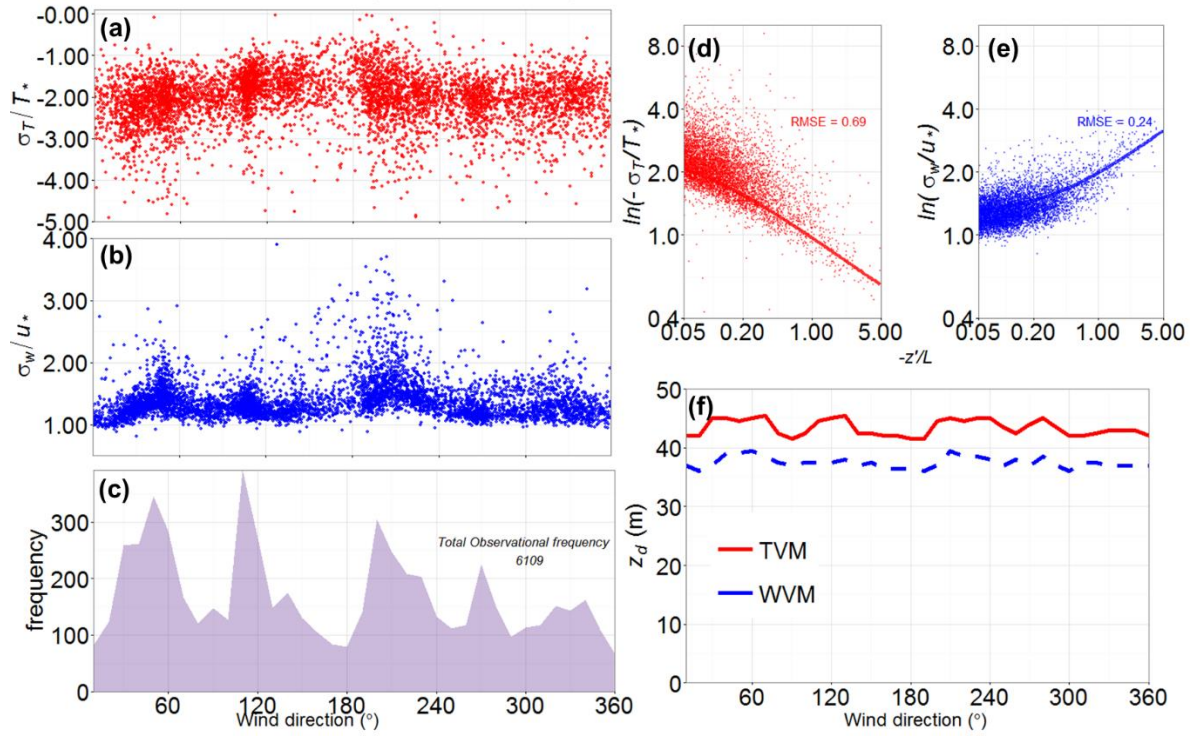 (a)
-0.00
-1.00
-2.00
-3.00
-4.00
-5.00
σT/T*
(b)
4.00
3.00
2.00
1.00
σw/u*
(c)
300
200
100
0
frequency
Total Observational frequency
6109
60 120 180 240 300 360
Wind direction (°)
(d)
8.0
4.0
2.0
1.0
0.4
ln(- σT/T*)
RMSE = 0.69
0.05 0.20 1.00 5.00
(e)
8.0
4.0
2.0
1.0
0.4
ln( σw/u*)
RMSE = 0.24
0.05 0.20 1.00 5.00
-z'/L
(f)
50
40
30
20
10
0
zd (m)
TVM
WVM
60 120 180 240 300 360
Wind direction (°)